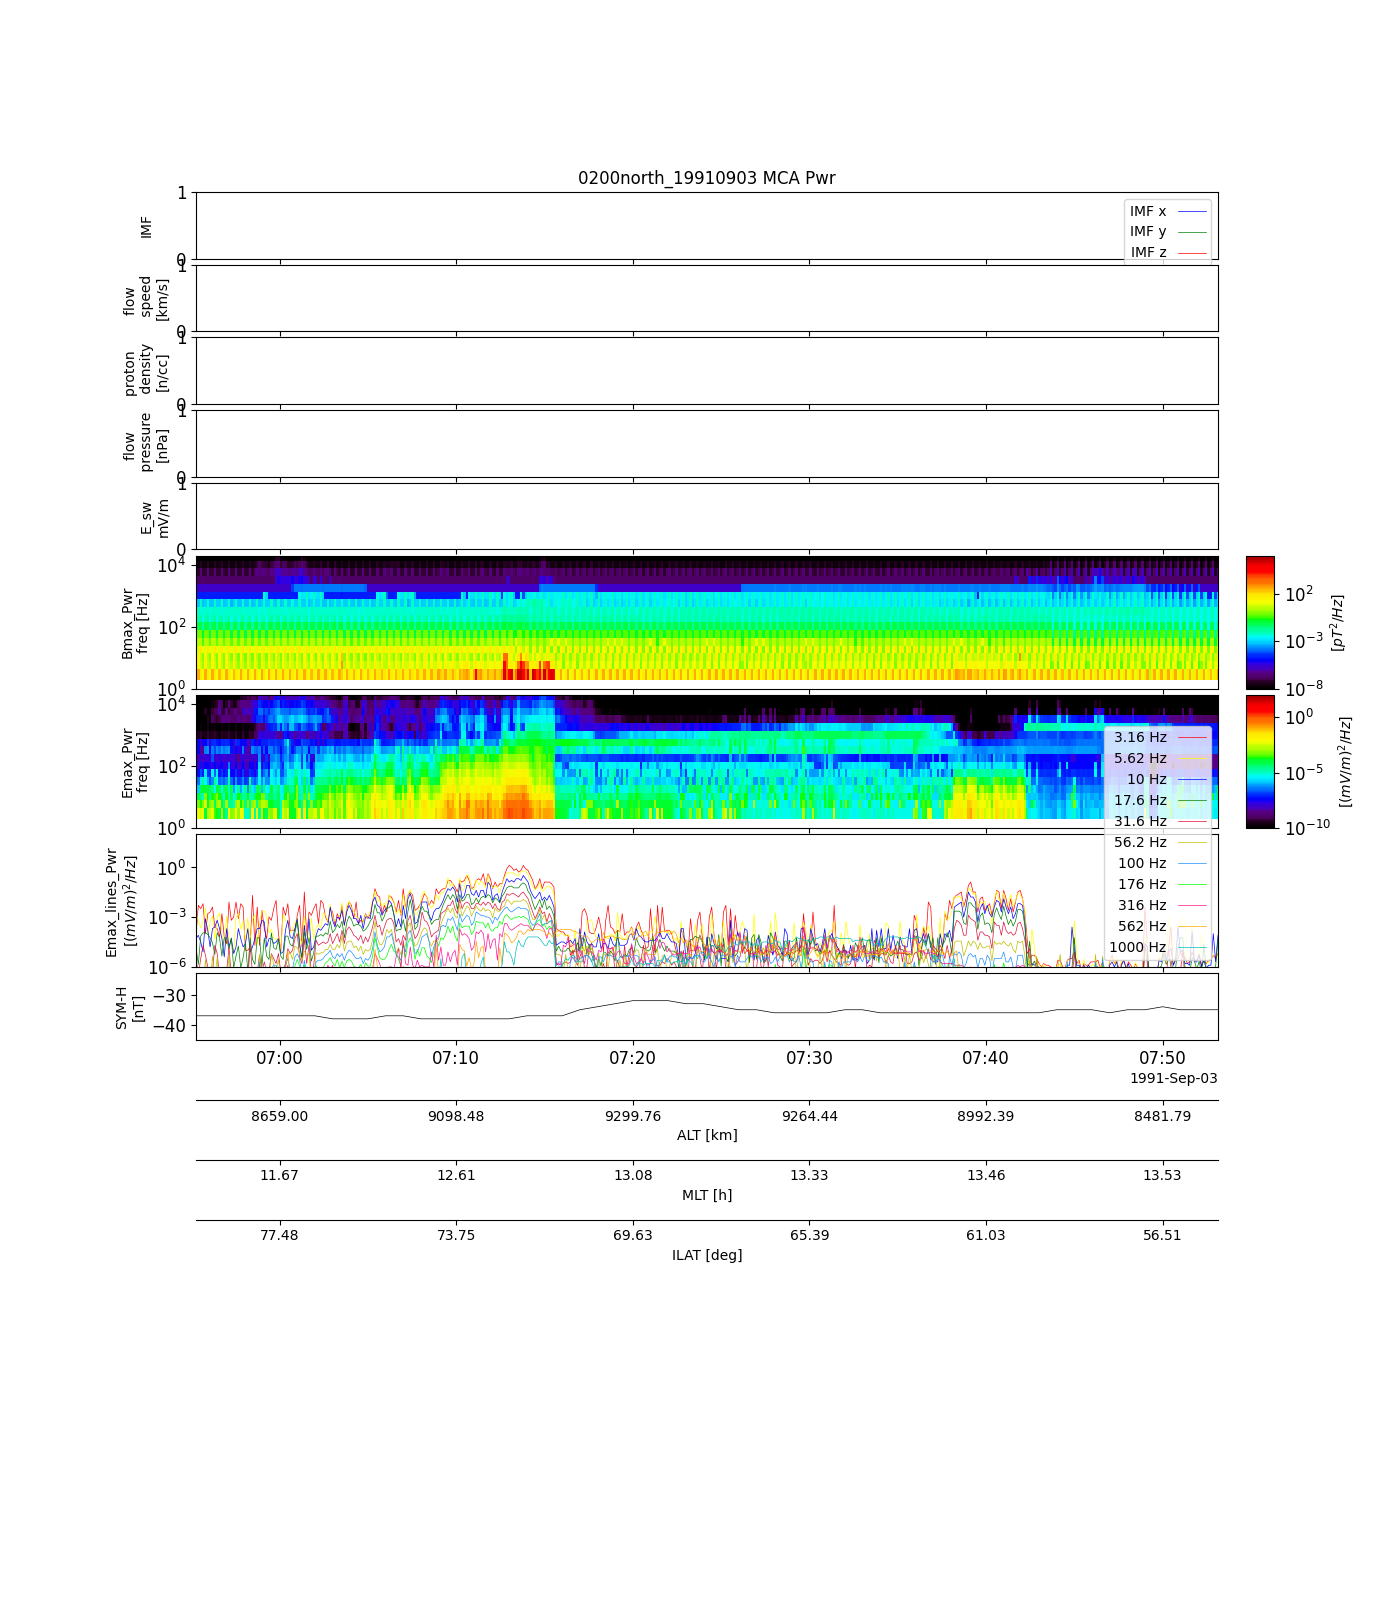 0200north_19910903 MCA Pwr
1
0
IMF
IMF x
IMF y
IMF z
1
0
flow
speed
[km/s]
1
0
proton
density
[n/cc]
1
0
flow
pressure
[nPa]
1
0
E_sw
mV/m
10^4
10^2
10^0
Bmax_Pwr
freq [Hz]
10^2
10^-3
10^-8
[pT^2/Hz]
10^4
10^2
10^0
Emax_Pwr
freq [Hz]
10^0
10^-5
10^-10
[(mV/m)^2/Hz]
3.16 Hz
5.62 Hz
10 Hz
17.6 Hz
31.6 Hz
56.2 Hz
100 Hz
176 Hz
316 Hz
562 Hz
1000 Hz
10^0
10^-3
10^-6
Emax_lines_Pwr
[(mV/m)^2/Hz]
−30
−40
SYM-H
[nT]
07:00 07:10 07:20 07:30 07:40 07:50
1991-Sep-03
8659.00 9098.48 9299.76 9264.44 8992.39 8481.79
ALT [km]
11.67 12.61 13.08 13.33 13.46 13.53
MLT [h]
77.48 73.75 69.63 65.39 61.03 56.51
ILAT [deg]